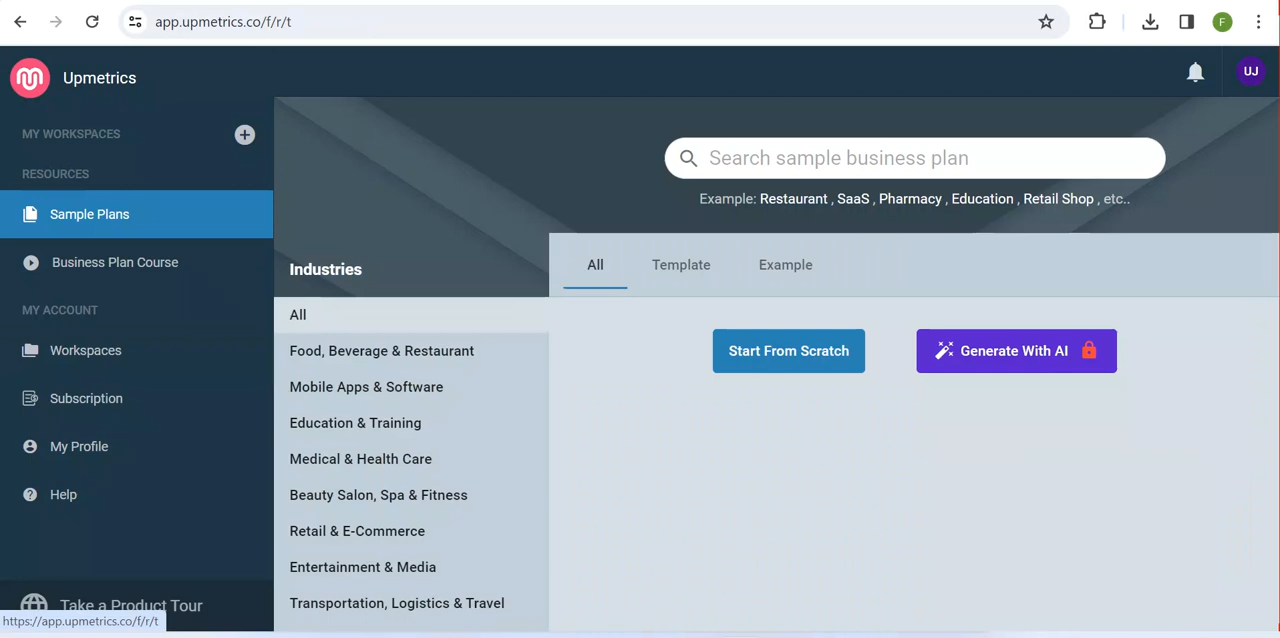 app.upmetrics.co/f/r/t
F
Upmetrics
UJ
MY WORKSPACES
RESOURCES
Sample Plans
Business Plan Course
MY ACCOUNT
Workspaces
Subscription
My Profile
Help
Take a Product Tour
https://app.upmetrics.co/f/r/t
Search sample business plan
Example: Restaurant , SaaS , Pharmacy , Education , Retail Shop , etc..
Industries
All
Food, Beverage & Restaurant
Mobile Apps & Software
Education & Training
Medical & Health Care
Beauty Salon, Spa & Fitness
Retail & E-Commerce
Entertainment & Media
Transportation, Logistics & Travel
All Template Example
Start From Scratch Generate With AI